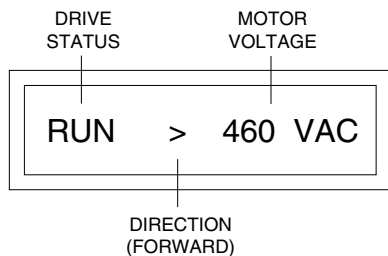 DRIVE STATUS
MOTOR VOLTAGE
RUN > 460 VAC
DIRECTION
(FORWARD)